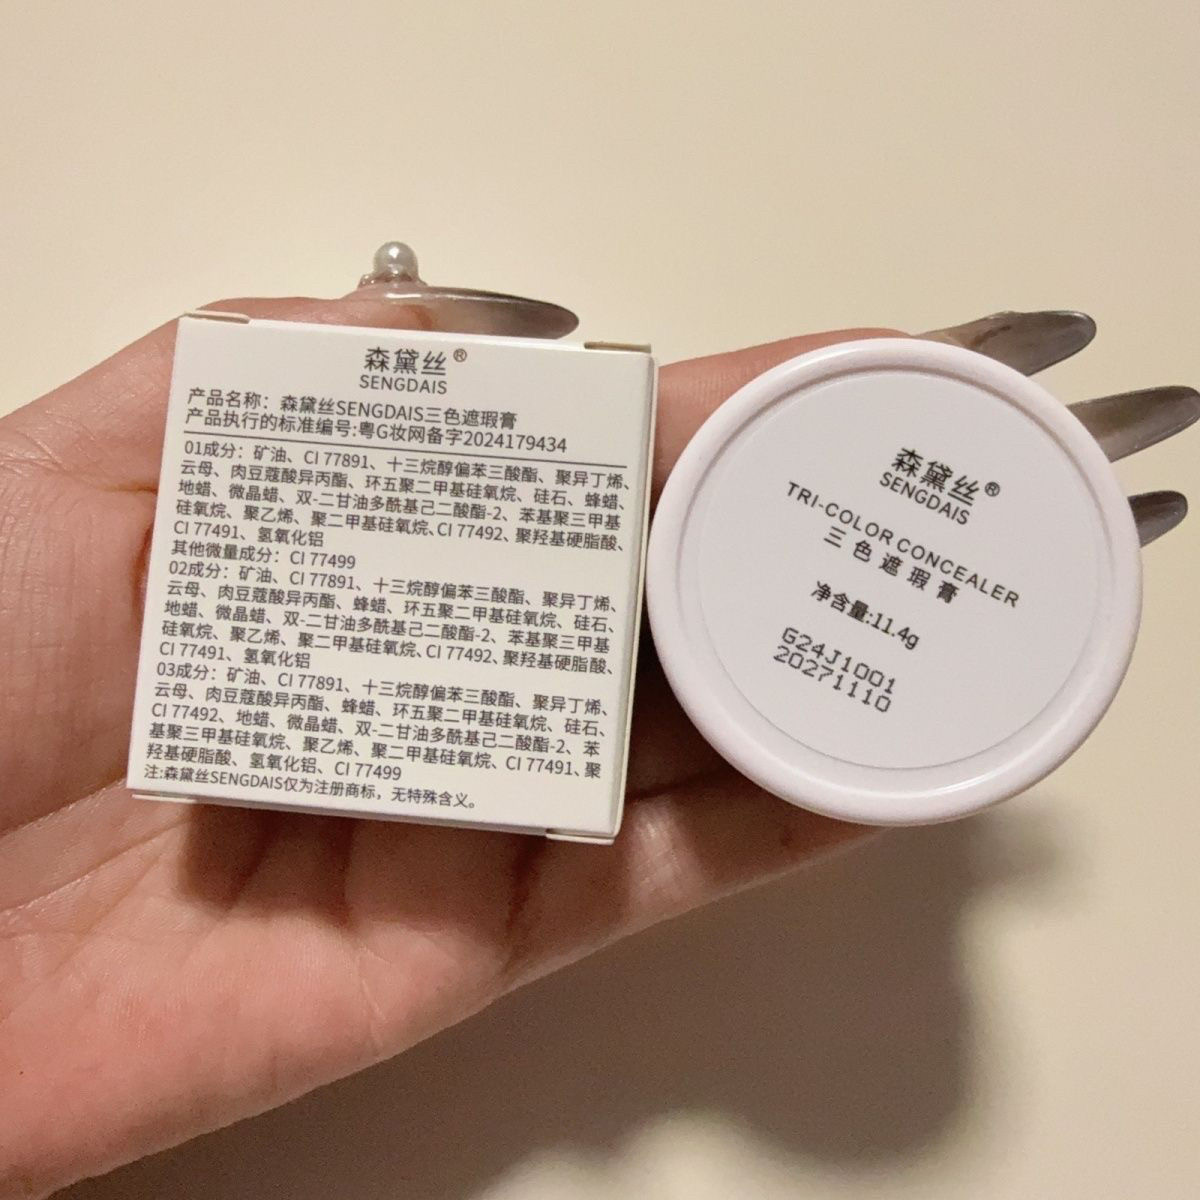 森黛丝®
SENGDAIS
产品名称：森黛丝SENGDAIS三色遮瑕膏
产品执行的标准编号:粤G妆网备字2024179434
01成分：矿油、CI 77891、十三烷醇偏苯三酸酯、聚异丁烯、
云母、肉豆蔻酸异丙酯、环五聚二甲基硅氧烷、硅石、蜂蜡、
地蜡、微晶蜡、双-二甘油多酰基己二酸酯-2、苯基聚三甲基
硅氧烷、聚乙烯、聚二甲基硅氧烷、CI 77492、聚羟基硬脂酸、
CI 77491、氢氧化铝
其他微量成分：CI 77499
02成分：矿油、CI 77891、十三烷醇偏苯三酸酯、聚异丁烯、
云母、肉豆蔻酸异丙酯、蜂蜡、环五聚二甲基硅氧烷、硅石、
地蜡、微晶蜡、双-二甘油多酰基己二酸酯-2、苯基聚三甲基
硅氧烷、聚乙烯、聚二甲基硅氧烷、CI 77492、聚羟基硬脂酸、
CI 77491、氢氧化铝
03成分：矿油、CI 77891、十三烷醇偏苯三酸酯、聚异丁烯、
云母、肉豆蔻酸异丙酯、蜂蜡、环五聚二甲基硅氧烷、硅石、
CI 77492、地蜡、微晶蜡、双-二甘油多酰基己二酸酯-2、苯
基聚三甲基硅氧烷、聚乙烯、聚二甲基硅氧烷、CI 77491、聚
羟基硬脂酸、氢氧化铝、CI 77499
注:森黛丝SENGDAIS仅为注册商标，无特殊含义。
森黛丝®
SENGDAIS
TRI-COLOR CONCEALER
三色遮瑕膏
净含量:11.4g
G24J1001
20271110